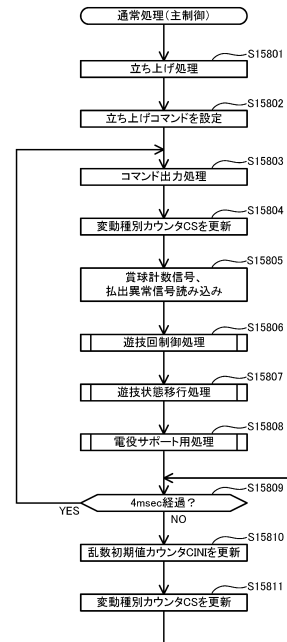 通常処理(主制御)
S15801
立ち上げ処理
S15802
立ち上げコマンドを設定
S15803
コマンド出力処理
S15804
変動種別カウンタCSを更新
S15805
賞球計数信号、
払出異常信号読み込み
S15806
遊技回制御処理
S15807
遊技状態移行処理
S15808
電役サポート用処理
S15809
4msec経過？
YES
NO
S15810
乱数初期値カウンタCINIを更新
S15811
変動種別カウンタCSを更新